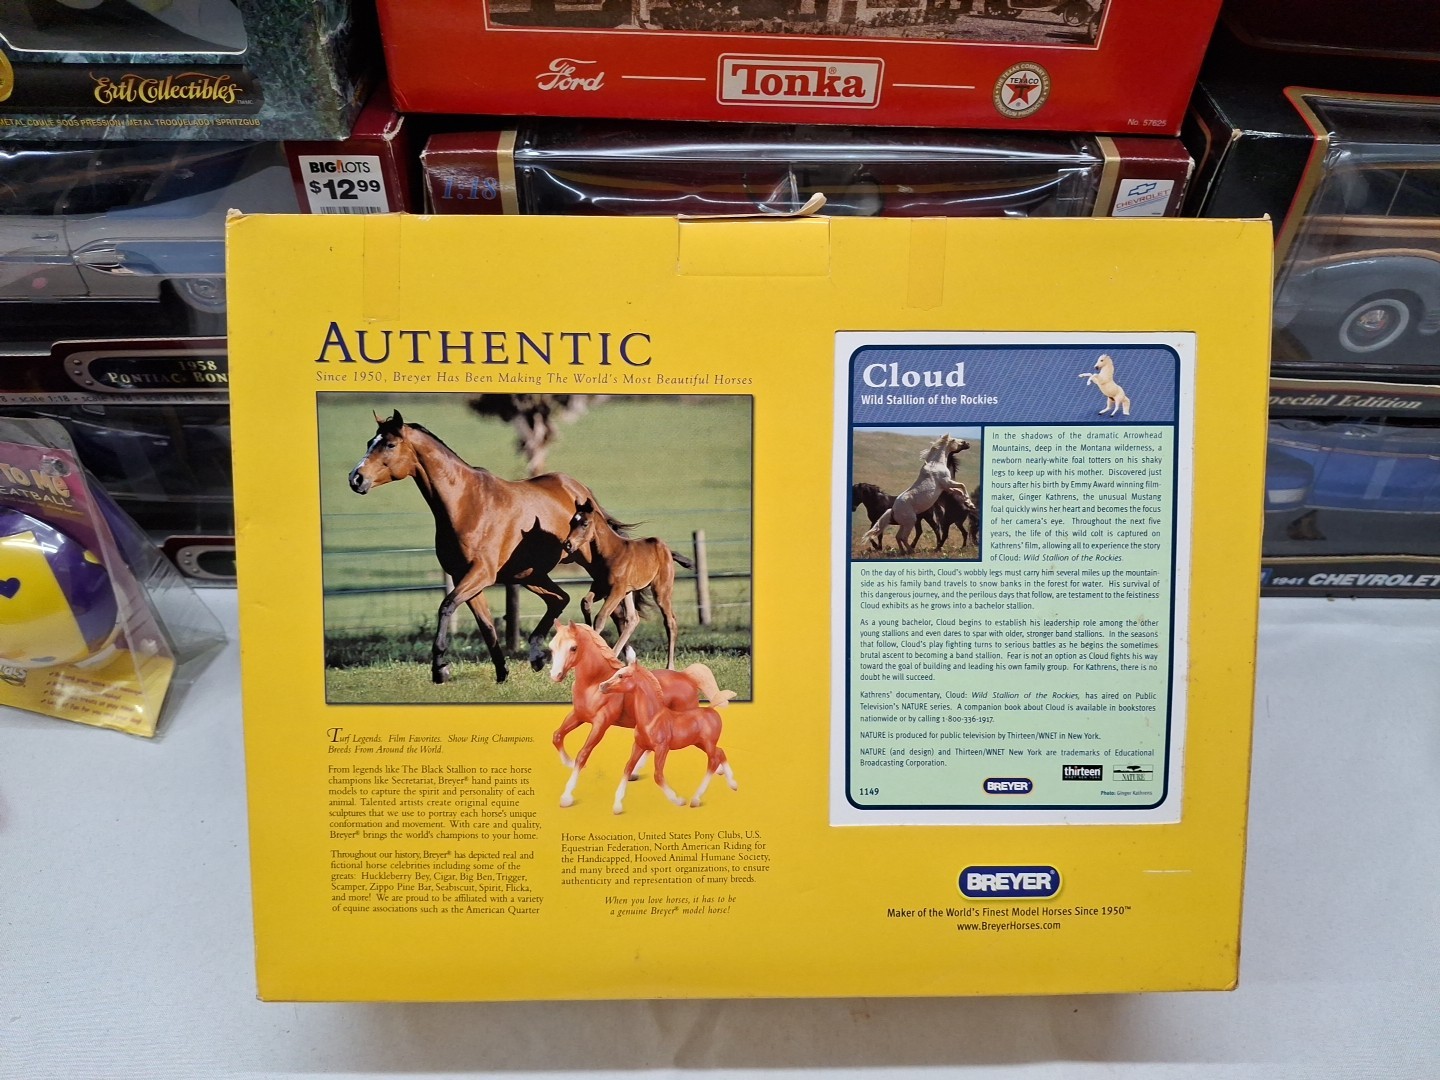 Ertl Collectibles
METAL COULÉ SOUS PRESSION • METAL TROQUELADO / SPRITZGUß
Ford
Tonka®
TEXACO
No. 57625
BIG!LOTS
$12 99
1:18
CHEVROLET
1958
PONTIAC BON
scale 1:18 • scale 1:18
Special Edition
1941 CHEVROLET
TO ME
EATBALL
AUTHENTIC
Since 1950, Breyer Has Been Making The World's Most Beautiful Horses
Turf Legends. Film Favorites. Show Ring Champions.
Breeds From Around the World.
From legends like The Black Stallion to race horse
champions like Secretariat, Breyer® hand paints its
models to capture the spirit and personality of each
animal. Talented artists create original equine
sculptures that we use to portray each horse's unique
conformation and movement. With care and quality,
Breyer® brings the world's champions to your home.
Throughout our history, Breyer® has depicted real and
fictional horse celebrities including some of the
greats: Huckleberry Bey, Cigar, Big Ben, Trigger,
Scamper, Zippo Pine Bar, Seabiscuit, Spirit, Flicka,
and more! We are proud to be affiliated with a variety
of equine associations such as the American Quarter
Horse Association, United States Pony Clubs, U.S.
Equestrian Federation, North American Riding for
the Handicapped, Hooved Animal Humane Society,
and many breed and sport organizations, to ensure
authenticity and representation of many breeds.
When you love horses, it has to be
a genuine Breyer® model horse!
Cloud
Wild Stallion of the Rockies
In the shadows of the dramatic Arrowhead
Mountains, deep in the Montana wilderness, a
newborn nearly-white foal totters on his shaky
legs to keep up with his mother. Discovered just
hours after his birth by Emmy Award winning film-
maker, Ginger Kathrens, the unusual Mustang
foal quickly wins her heart and becomes the focus
of her camera's eye. Throughout the next five
years, the life of this wild colt is captured on
Kathrens' film, allowing all to experience the story
of Cloud: Wild Stallion of the Rockies.
On the day of his birth, Cloud's wobbly legs must carry him several miles up the mountain-
side as his family band travels to snow banks in the forest for water. His survival of
this dangerous journey, and the perilous days that follow, are testament to the feistiness
Cloud exhibits as he grows into a bachelor stallion.
As a young bachelor, Cloud begins to establish his leadership role among the other
young stallions and even dares to spar with older, stronger band stallions. In the seasons
that follow, Cloud's play fighting turns to serious battles as he begins the sometimes
brutal ascent to becoming a band stallion. Fear is not an option as Cloud fights his way
toward the goal of building and leading his own family group. For Kathrens, there is no
doubt he will succeed.
Kathrens' documentary, Cloud: Wild Stallion of the Rockies, has aired on Public
Television's NATURE series. A companion book about Cloud is available in bookstores
nationwide or by calling 1-800-336-1917.
NATURE is produced for public television by Thirteen/WNET in New York.
NATURE (and design) and Thirteen/WNET New York are trademarks of Educational
Broadcasting Corporation.
1149
BREYER
thirteen
NATURE
Photo: Ginger Kathrens
BREYER®
Maker of the World's Finest Model Horses Since 1950™
www.BreyerHorses.com